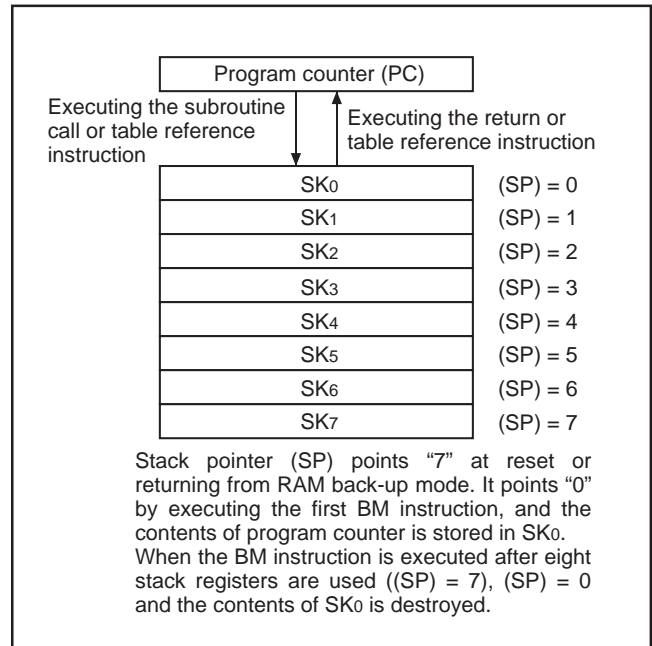 Program counter (PC)
Executing the subroutine
call or table reference
instruction
Executing the return or
table reference instruction
SK0 (SP) = 0
SK1 (SP) = 1
SK2 (SP) = 2
SK3 (SP) = 3
SK4 (SP) = 4
SK5 (SP) = 5
SK6 (SP) = 6
SK7 (SP) = 7
Stack pointer (SP) points “7” at reset or
returning from RAM back-up mode. It points “0”
by executing the first BM instruction, and the
contents of program counter is stored in SK0.
When the BM instruction is executed after eight
stack registers are used ((SP) = 7), (SP) = 0
and the contents of SK0 is destroyed.